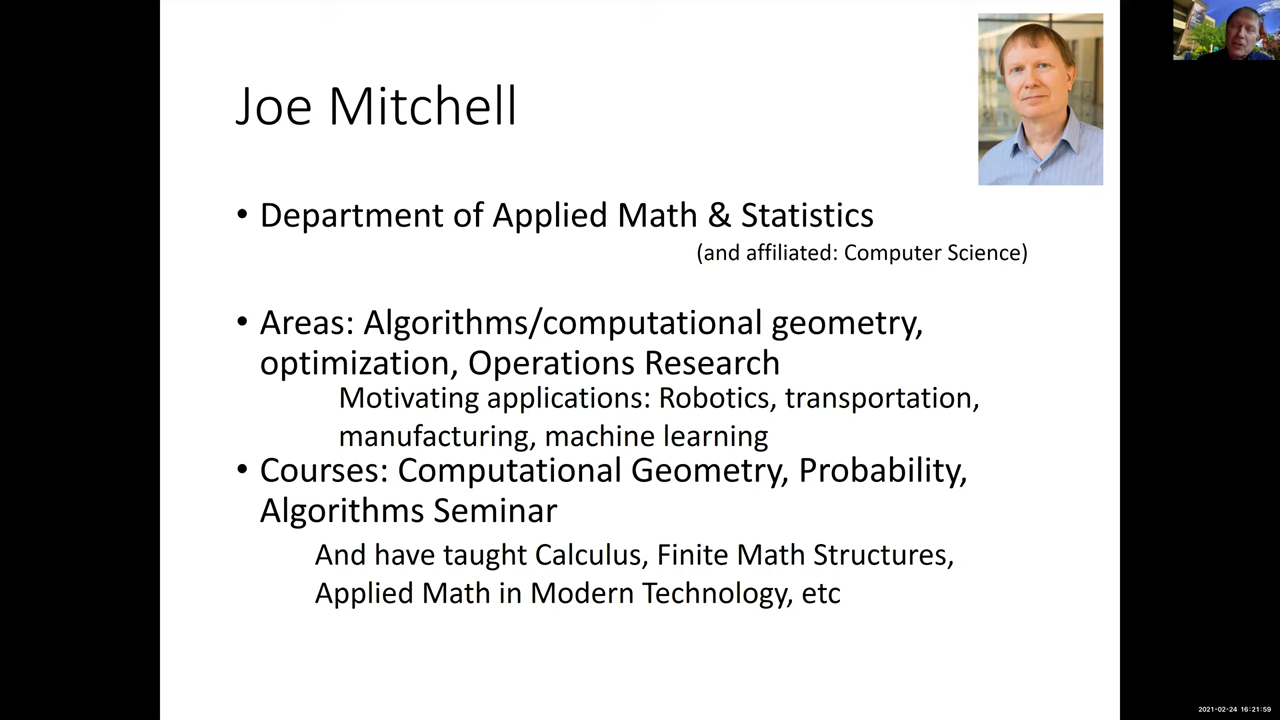 Joe Mitchell
• Department of Applied Math & Statistics
(and affiliated: Computer Science)
• Areas: Algorithms/computational geometry,
optimization, Operations Research
Motivating applications: Robotics, transportation,
manufacturing, machine learning
• Courses: Computational Geometry, Probability,
Algorithms Seminar
And have taught Calculus, Finite Math Structures,
Applied Math in Modern Technology, etc
2021-02-24 16:21:59